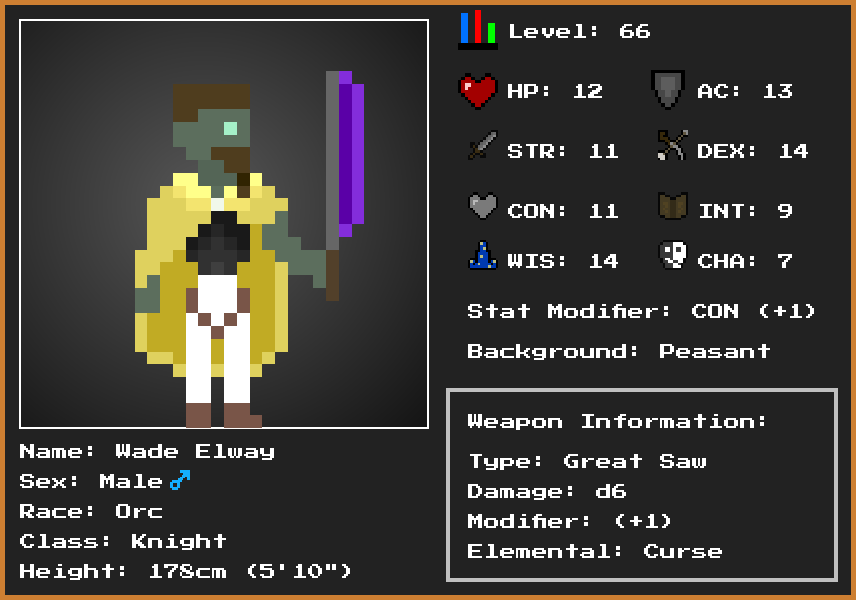 Level: 66
HP: 12
AC: 13
STR: 11
DEX: 14
CON: 11
INT: 9
WIS: 14
CHA: 7
Stat Modifier: CON (+1)
Background: Peasant
Weapon Information:
Type: Great Saw
Damage: d6
Modifier: (+1)
Elemental: Curse
Name: Wade Elway
Sex: Male ♂
Race: Orc
Class: Knight
Height: 178cm (5'10")